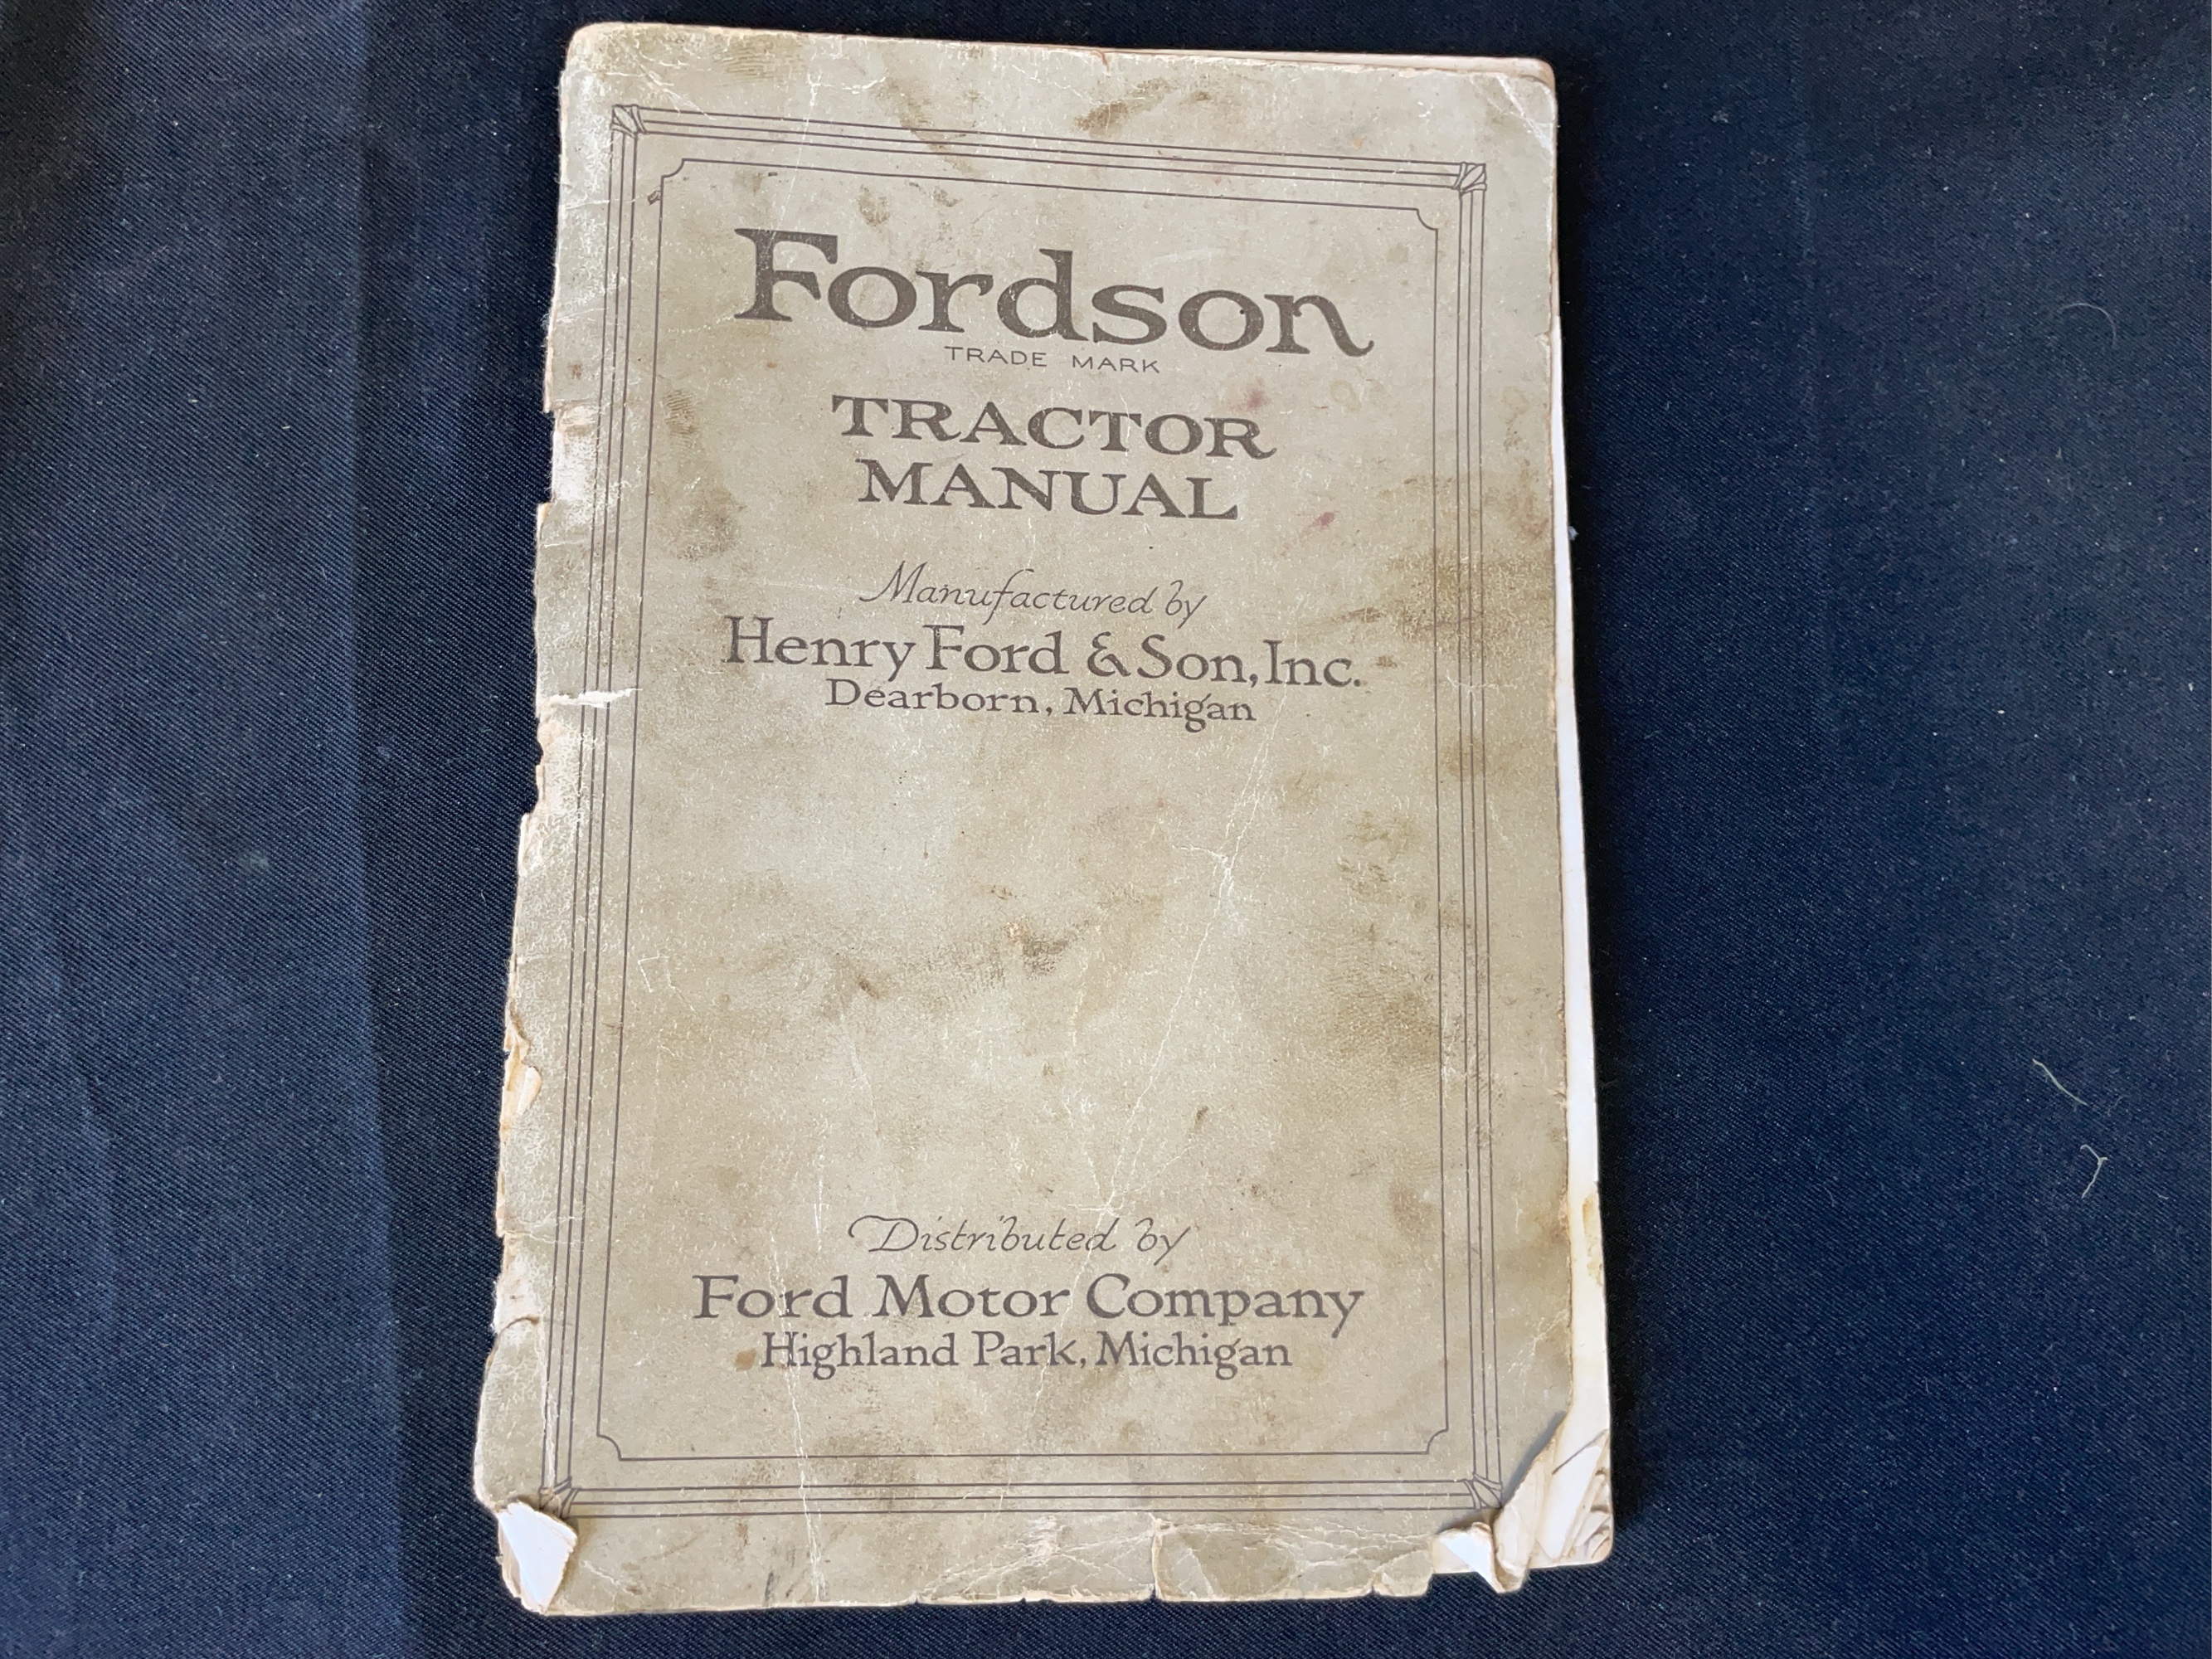 Fordson
TRADE MARK
TRACTOR
MANUAL
Manufactured by
Henry Ford & Son, Inc.
Dearborn, Michigan
Distributed by
Ford Motor Company
Highland Park, Michigan